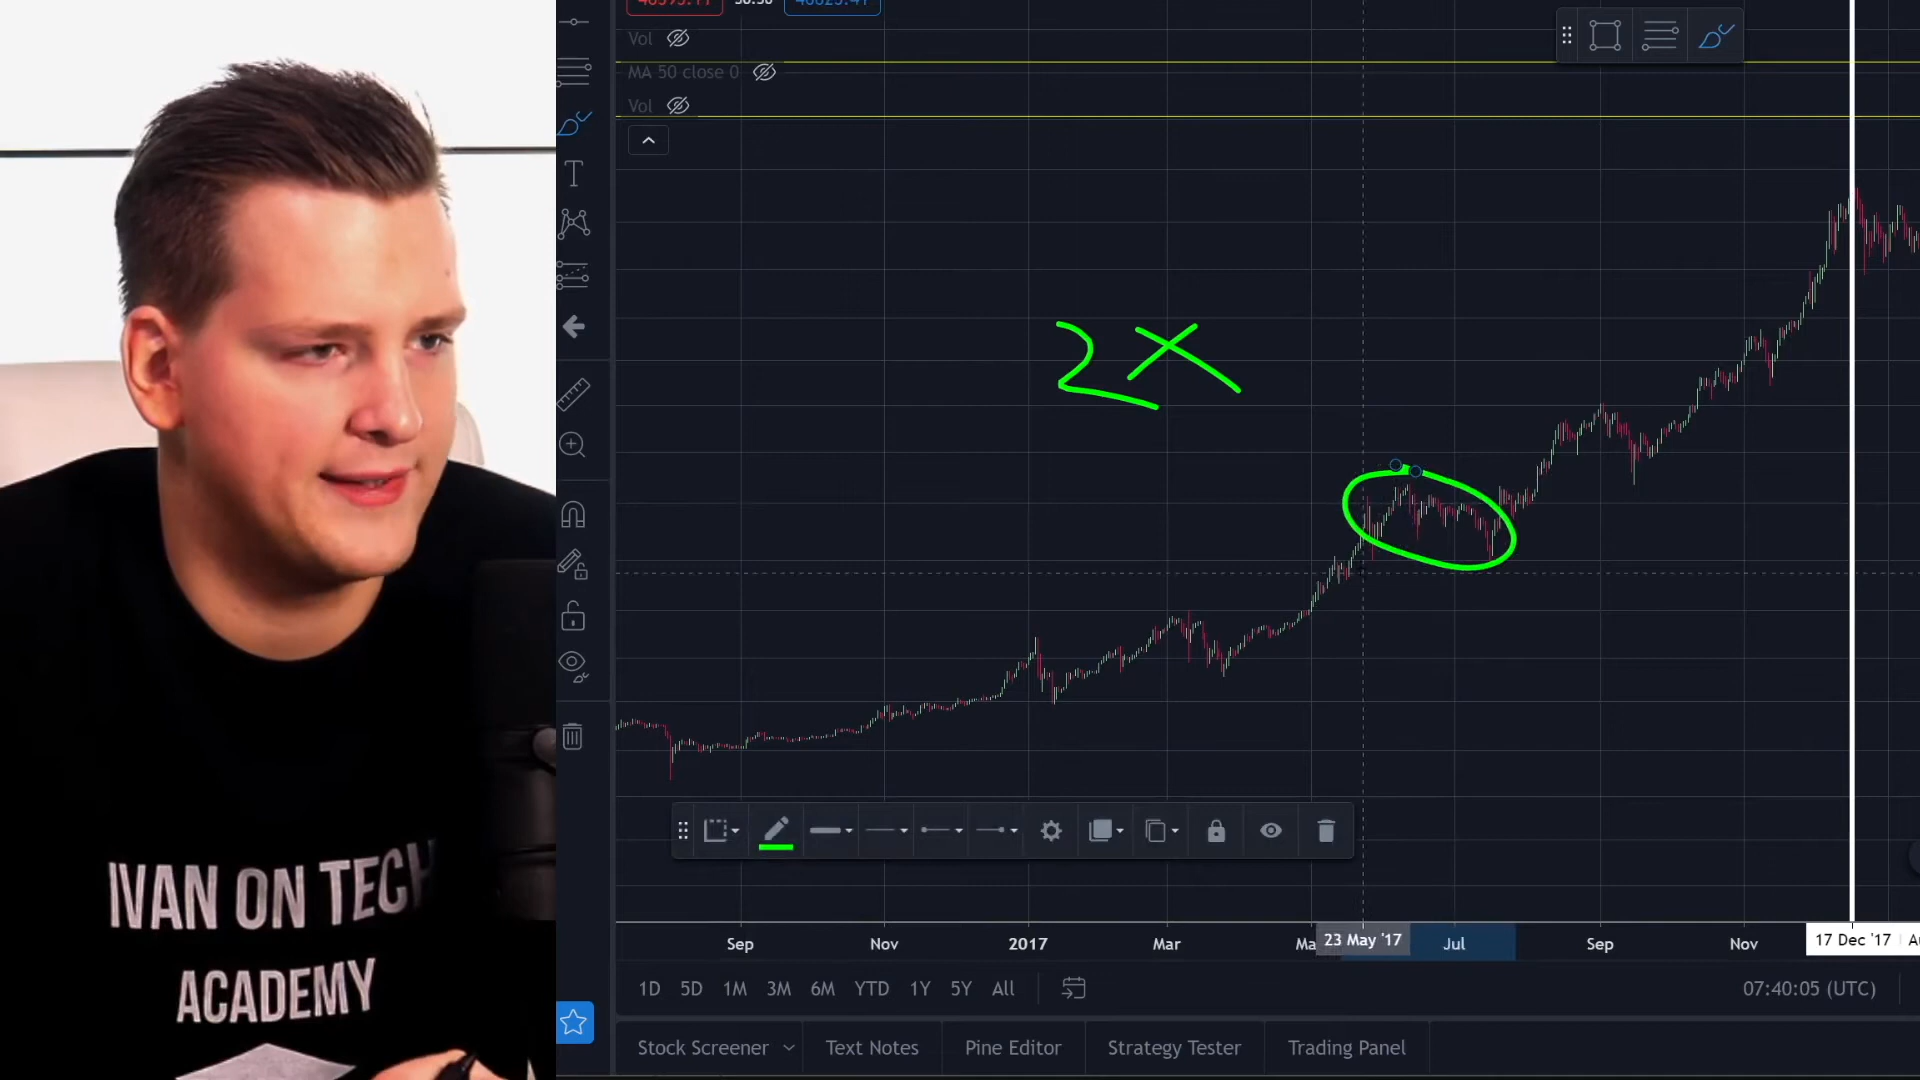 Vol
MA 50 close 0
Vol
2X
Sep Nov 2017 Mar 23 May '17 Jul Sep Nov 17 Dec '17
1D 5D 1M 3M 6M YTD 1Y 5Y All 07:40:05 (UTC)
Stock Screener Text Notes Pine Editor Strategy Tester Trading Panel
IVAN ON TECH
ACADEMY